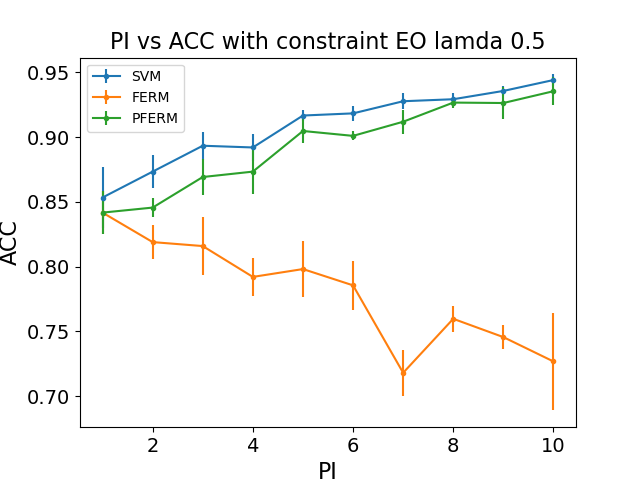 PI vs ACC with constraint EO lamda 0.5
SVM
FERM
PFERM
ACC
0.95
0.90
0.85
0.80
0.75
0.70
2 4 6 8 10
PI